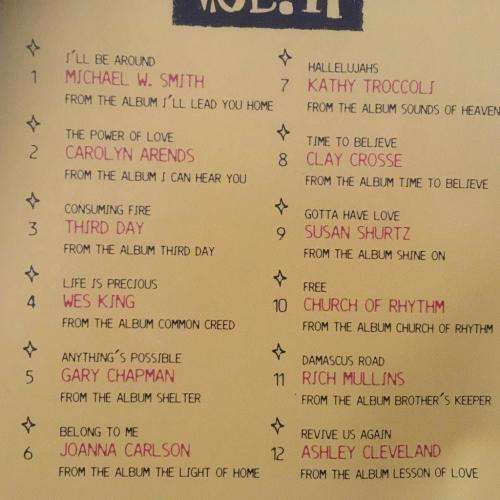 VOL. 11
1
I'LL BE AROUND
MICHAEL W. SMITH
FROM THE ALBUM I'LL LEAD YOU HOME
2
THE POWER OF LOVE
CAROLYN ARENDS
FROM THE ALBUM I CAN HEAR YOU
3
CONSUMING FIRE
THIRD DAY
FROM THE ALBUM THIRD DAY
4
LIFE IS PRECIOUS
WES KING
FROM THE ALBUM COMMON CREED
5
ANYTHING'S POSSIBLE
GARY CHAPMAN
FROM THE ALBUM SHELTER
6
BELONG TO ME
JOANNA CARLSON
FROM THE ALBUM THE LIGHT OF HOME
7
HALLELUJAHS
KATHY TROCCOLI
FROM THE ALBUM SOUNDS OF HEAVEN
8
TIME TO BELIEVE
CLAY CROSSE
FROM THE ALBUM TIME TO BELIEVE
9
GOTTA HAVE LOVE
SUSAN SHURTZ
FROM THE ALBUM SHINE ON
10
FREE
CHURCH OF RHYTHM
FROM THE ALBUM CHURCH OF RHYTHM
11
DAMASCUS ROAD
RICH MULLINS
FROM THE ALBUM BROTHER'S KEEPER
12
REVIVE US AGAIN
ASHLEY CLEVELAND
FROM THE ALBUM LESSON OF LOVE